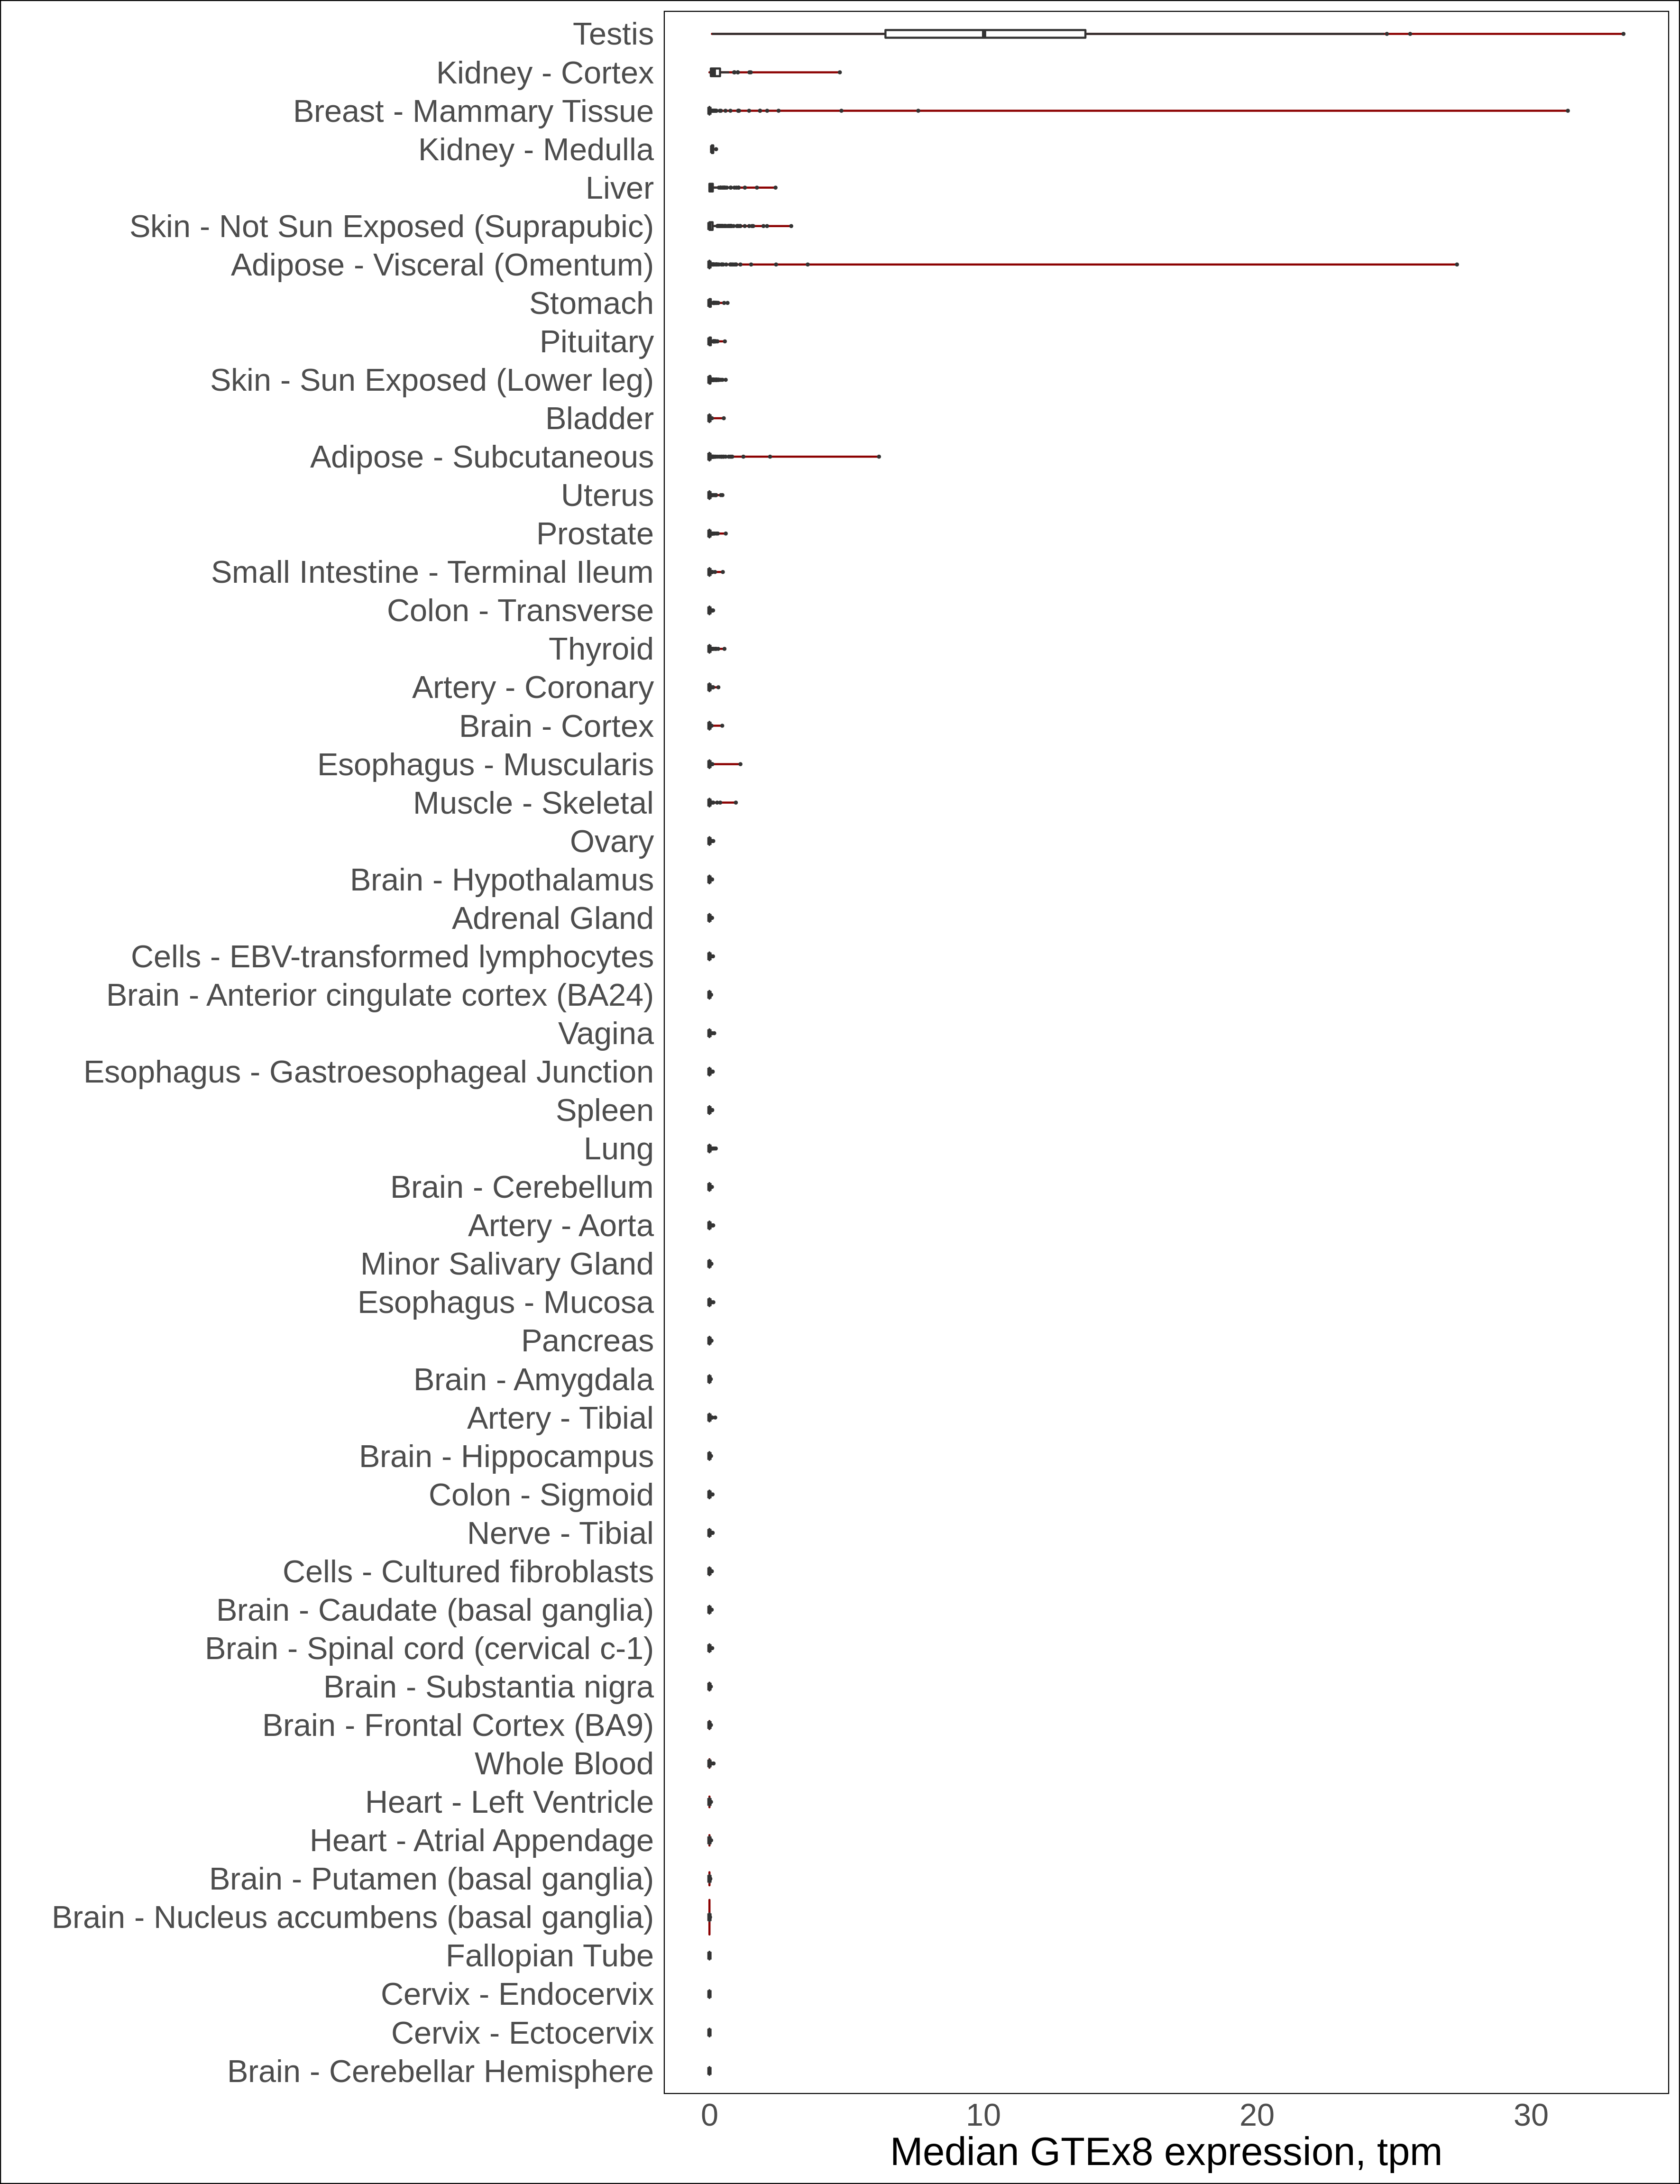 Testis
Kidney - Cortex
Breast - Mammary Tissue
Kidney - Medulla
Liver
Skin - Not Sun Exposed (Suprapubic)
Adipose - Visceral (Omentum)
Stomach
Pituitary
Skin - Sun Exposed (Lower leg)
Bladder
Adipose - Subcutaneous
Uterus
Prostate
Small Intestine - Terminal Ileum
Colon - Transverse
Thyroid
Artery - Coronary
Brain - Cortex
Esophagus - Muscularis
Muscle - Skeletal
Ovary
Brain - Hypothalamus
Adrenal Gland
Cells - EBV-transformed lymphocytes
Brain - Anterior cingulate cortex (BA24)
Vagina
Esophagus - Gastroesophageal Junction
Spleen
Lung
Brain - Cerebellum
Artery - Aorta
Minor Salivary Gland
Esophagus - Mucosa
Pancreas
Brain - Amygdala
Artery - Tibial
Brain - Hippocampus
Colon - Sigmoid
Nerve - Tibial
Cells - Cultured fibroblasts
Brain - Caudate (basal ganglia)
Brain - Spinal cord (cervical c-1)
Brain - Substantia nigra
Brain - Frontal Cortex (BA9)
Whole Blood
Heart - Left Ventricle
Heart - Atrial Appendage
Brain - Putamen (basal ganglia)
Brain - Nucleus accumbens (basal ganglia)
Fallopian Tube
Cervix - Endocervix
Cervix - Ectocervix
Brain - Cerebellar Hemisphere
0 10 20 30
Median GTEx8 expression, tpm